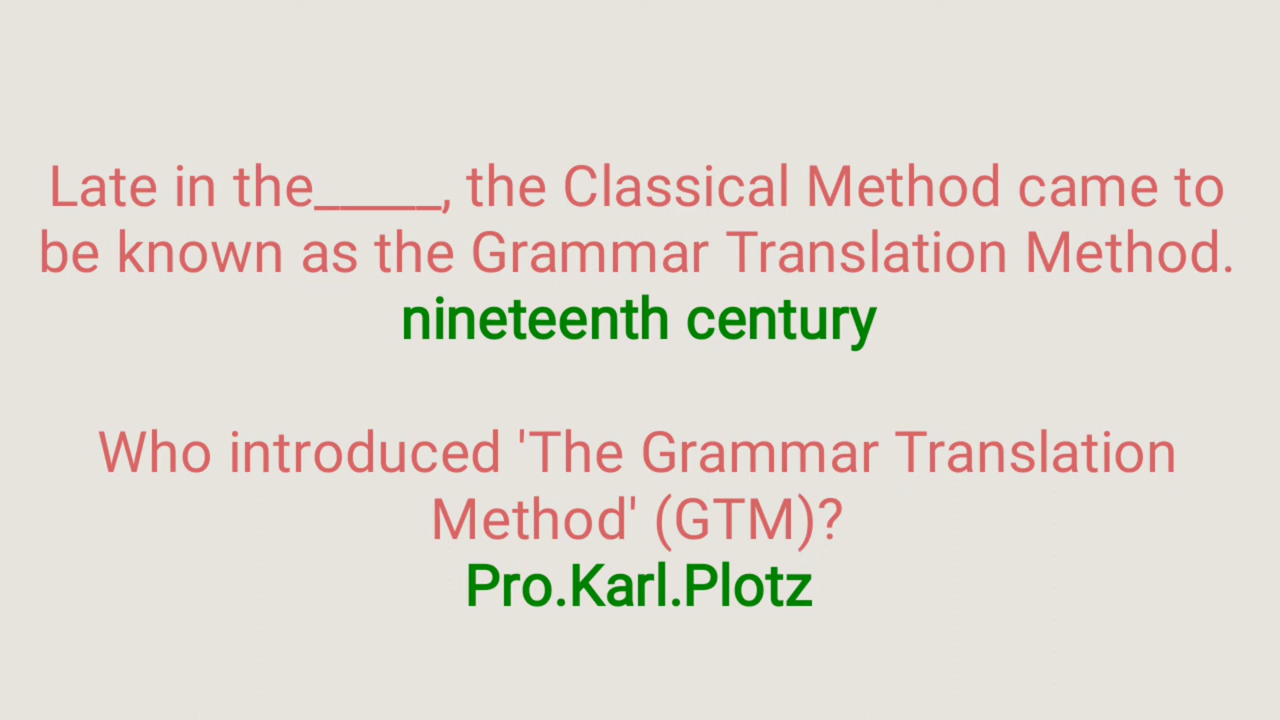 Late in the_____, the Classical Method came to
be known as the Grammar Translation Method.
nineteenth century
Who introduced 'The Grammar Translation
Method' (GTM)?
Pro.Karl.Plotz